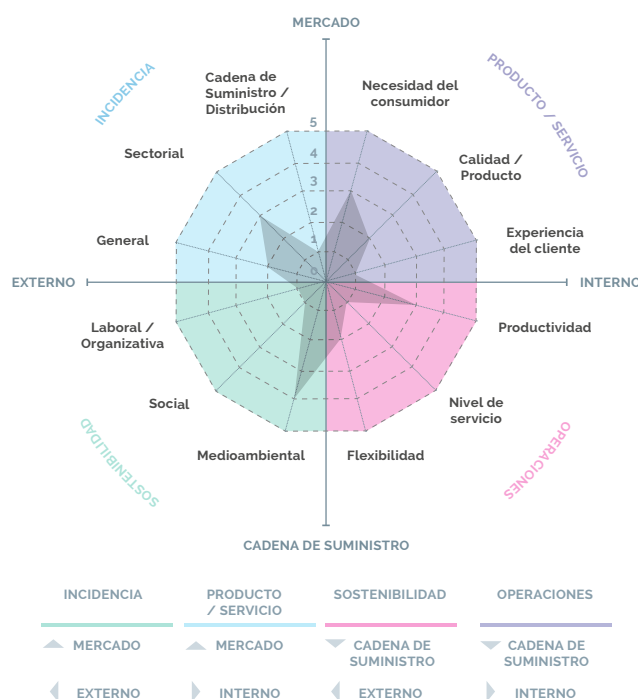 MERCADO
INCIDENCIA
PRODUCTO / SERVICIO
Cadena de
Suministro /
Distribución
Necesidad del
consumidor
Sectorial
Calidad /
Producto
General
Experiencia
del cliente
5
4
3
2
1
0
EXTERNO
INTERNO
Laboral /
Organizativa
Productividad
Social
Nivel de
servicio
Medioambiental
Flexibilidad
SOSTENIBILIDAD
OPERACIONES
CADENA DE SUMINISTRO
INCIDENCIA
PRODUCTO
/ SERVICIO
SOSTENIBILIDAD
OPERACIONES
MERCADO
MERCADO
CADENA DE
SUMINISTRO
CADENA DE
SUMINISTRO
EXTERNO
INTERNO
EXTERNO
INTERNO